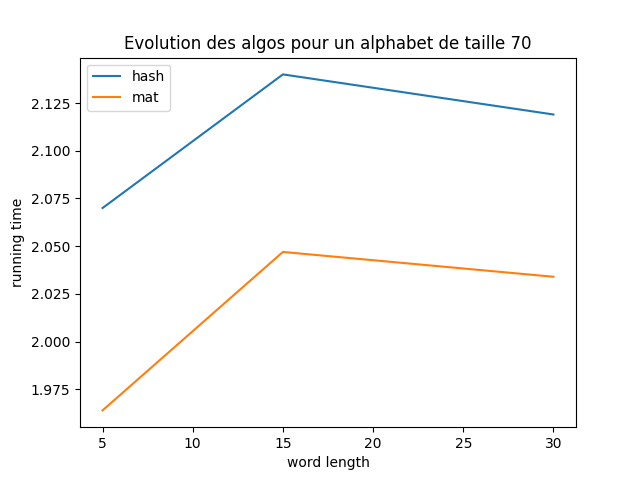 Evolution des algos pour un alphabet de taille 70
hash
mat
2.125
2.100
2.075
2.050
2.025
2.000
1.975
running time
5 10 15 20 25 30
word length